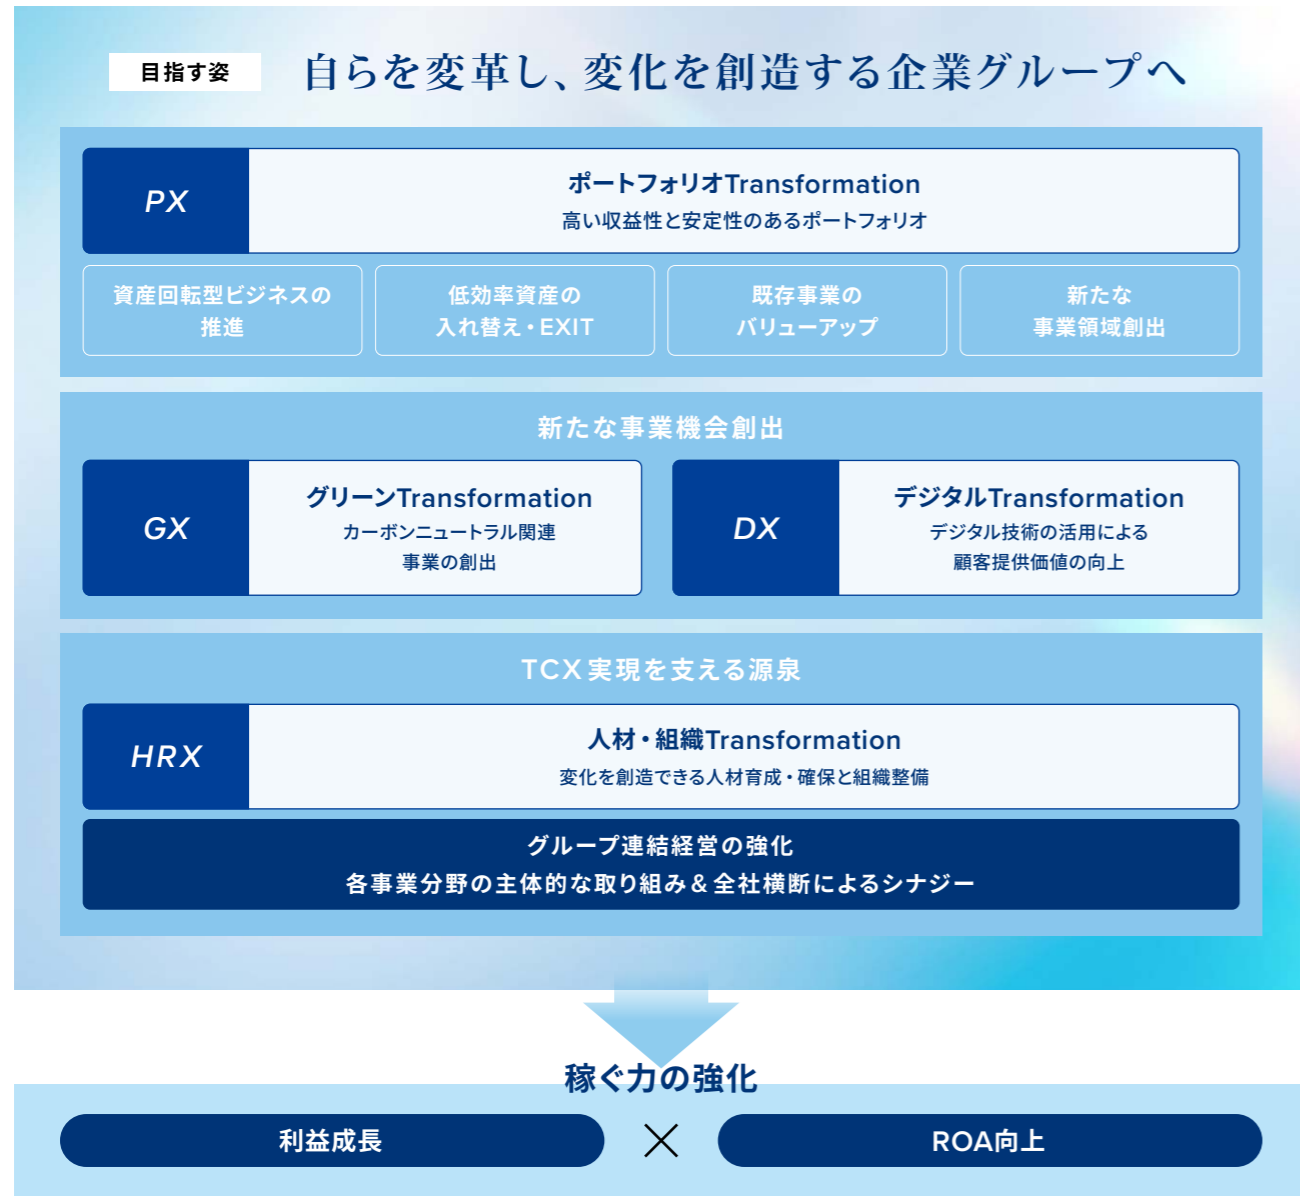 目指す姿
自らを変革し、変化を創造する企業グループへ
PX
ポートフォリオTransformation
高い収益性と安定性のあるポートフォリオ
資産回転型ビジネスの
推進
低効率資産の
入れ替え・EXIT
既存事業の
バリューアップ
新たな
事業領域創出
新たな事業機会創出
GX
グリーンTransformation
カーボンニュートラル関連
事業の創出
DX
デジタルTransformation
デジタル技術の活用による
顧客提供価値の向上
TCX実現を支える源泉
HRX
人材・組織Transformation
変化を創造できる人材育成・確保と組織整備
グループ連結経営の強化
各事業分野の主体的な取り組み＆全社横断によるシナジー
稼ぐ力の強化
利益成長
×
ROA向上